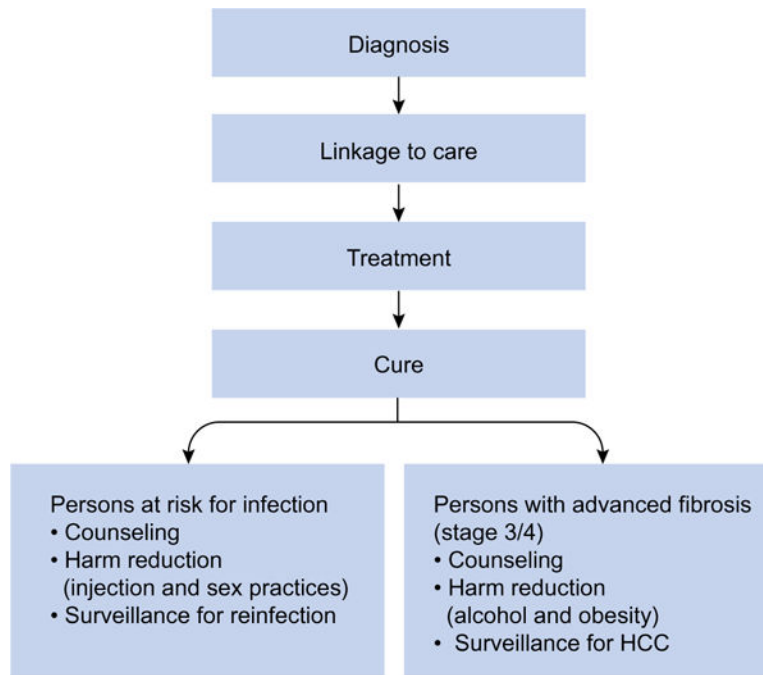 Diagnosis
Linkage to care
Treatment
Cure
Persons at risk for infection
• Counseling
• Harm reduction
(injection and sex practices)
• Surveillance for reinfection
Persons with advanced fibrosis
(stage 3/4)
• Counseling
• Harm reduction
(alcohol and obesity)
• Surveillance for HCC